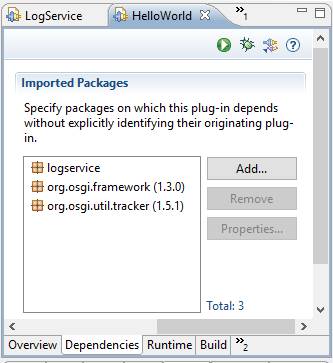 LogService
HelloWorld
1
Imported Packages
Specify packages on which this plug-in depends
without explicitly identifying their originating plug-
in.
logservice
org.osgi.framework (1.3.0)
org.osgi.util.tracker (1.5.1)
Add...
Remove
Properties...
Total: 3
Overview Dependencies Runtime Build
2